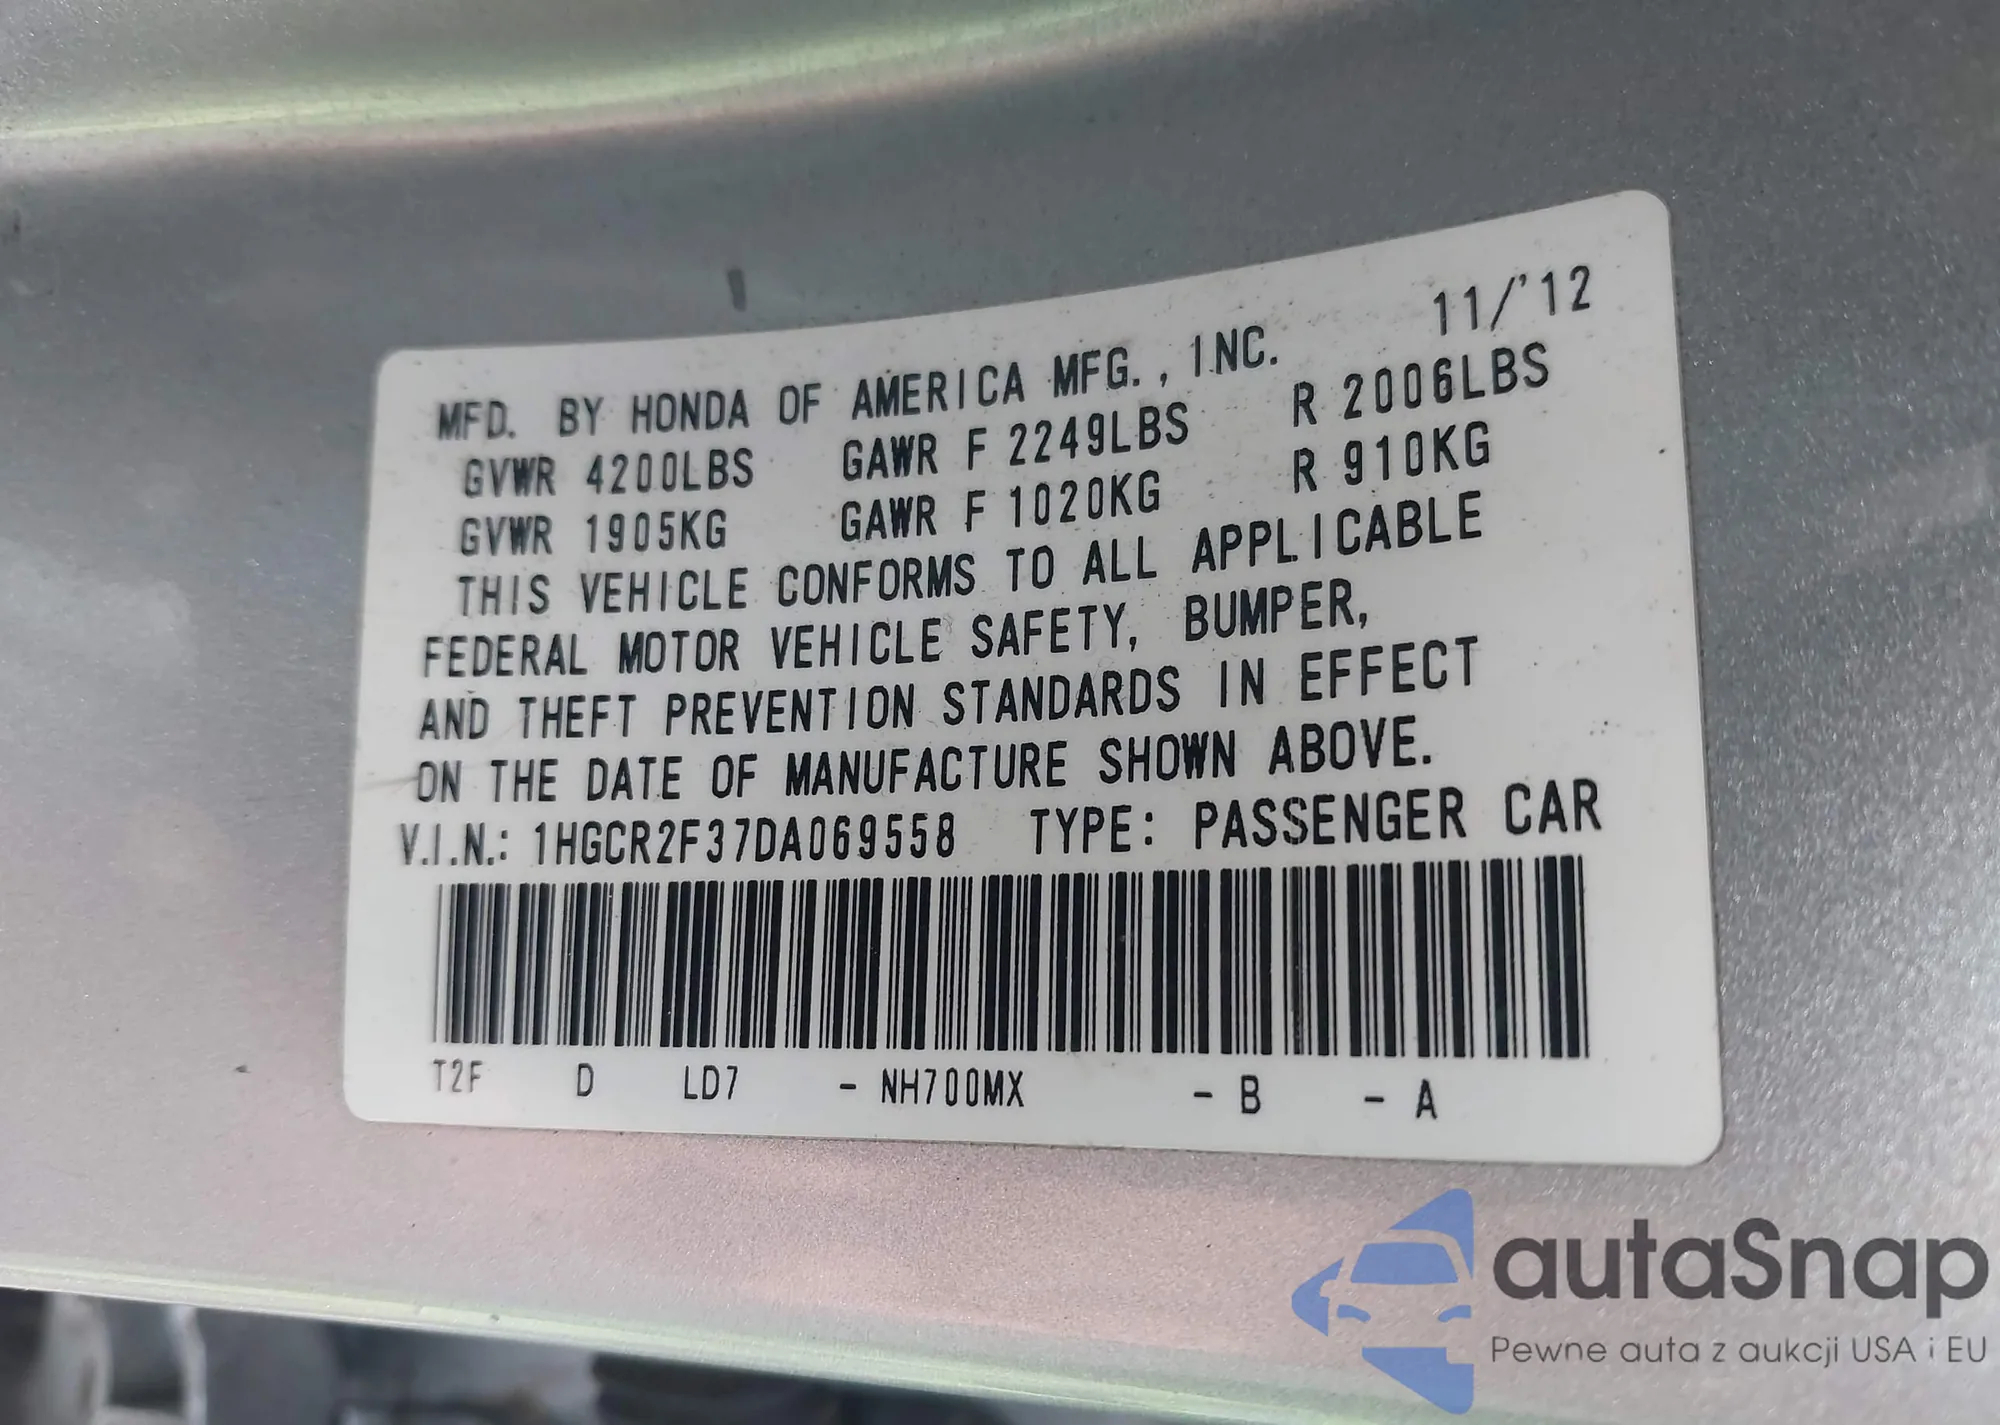 11/'12
MFD. BY HONDA OF AMERICA MFG., INC.
GVWR 4200LBS GAWR F 2249LBS R 2006LBS
GVWR 1905KG GAWR F 1020KG R 910KG
THIS VEHICLE CONFORMS TO ALL APPLICABLE
FEDERAL MOTOR VEHICLE SAFETY, BUMPER,
AND THEFT PREVENTION STANDARDS IN EFFECT
ON THE DATE OF MANUFACTURE SHOWN ABOVE.
V.I.N.: 1HGCR2F37DA069558 TYPE: PASSENGER CAR
T2F D LD7 - NH700MX - B - A
autaSnap
Pewne auta z aukcji USA i EU